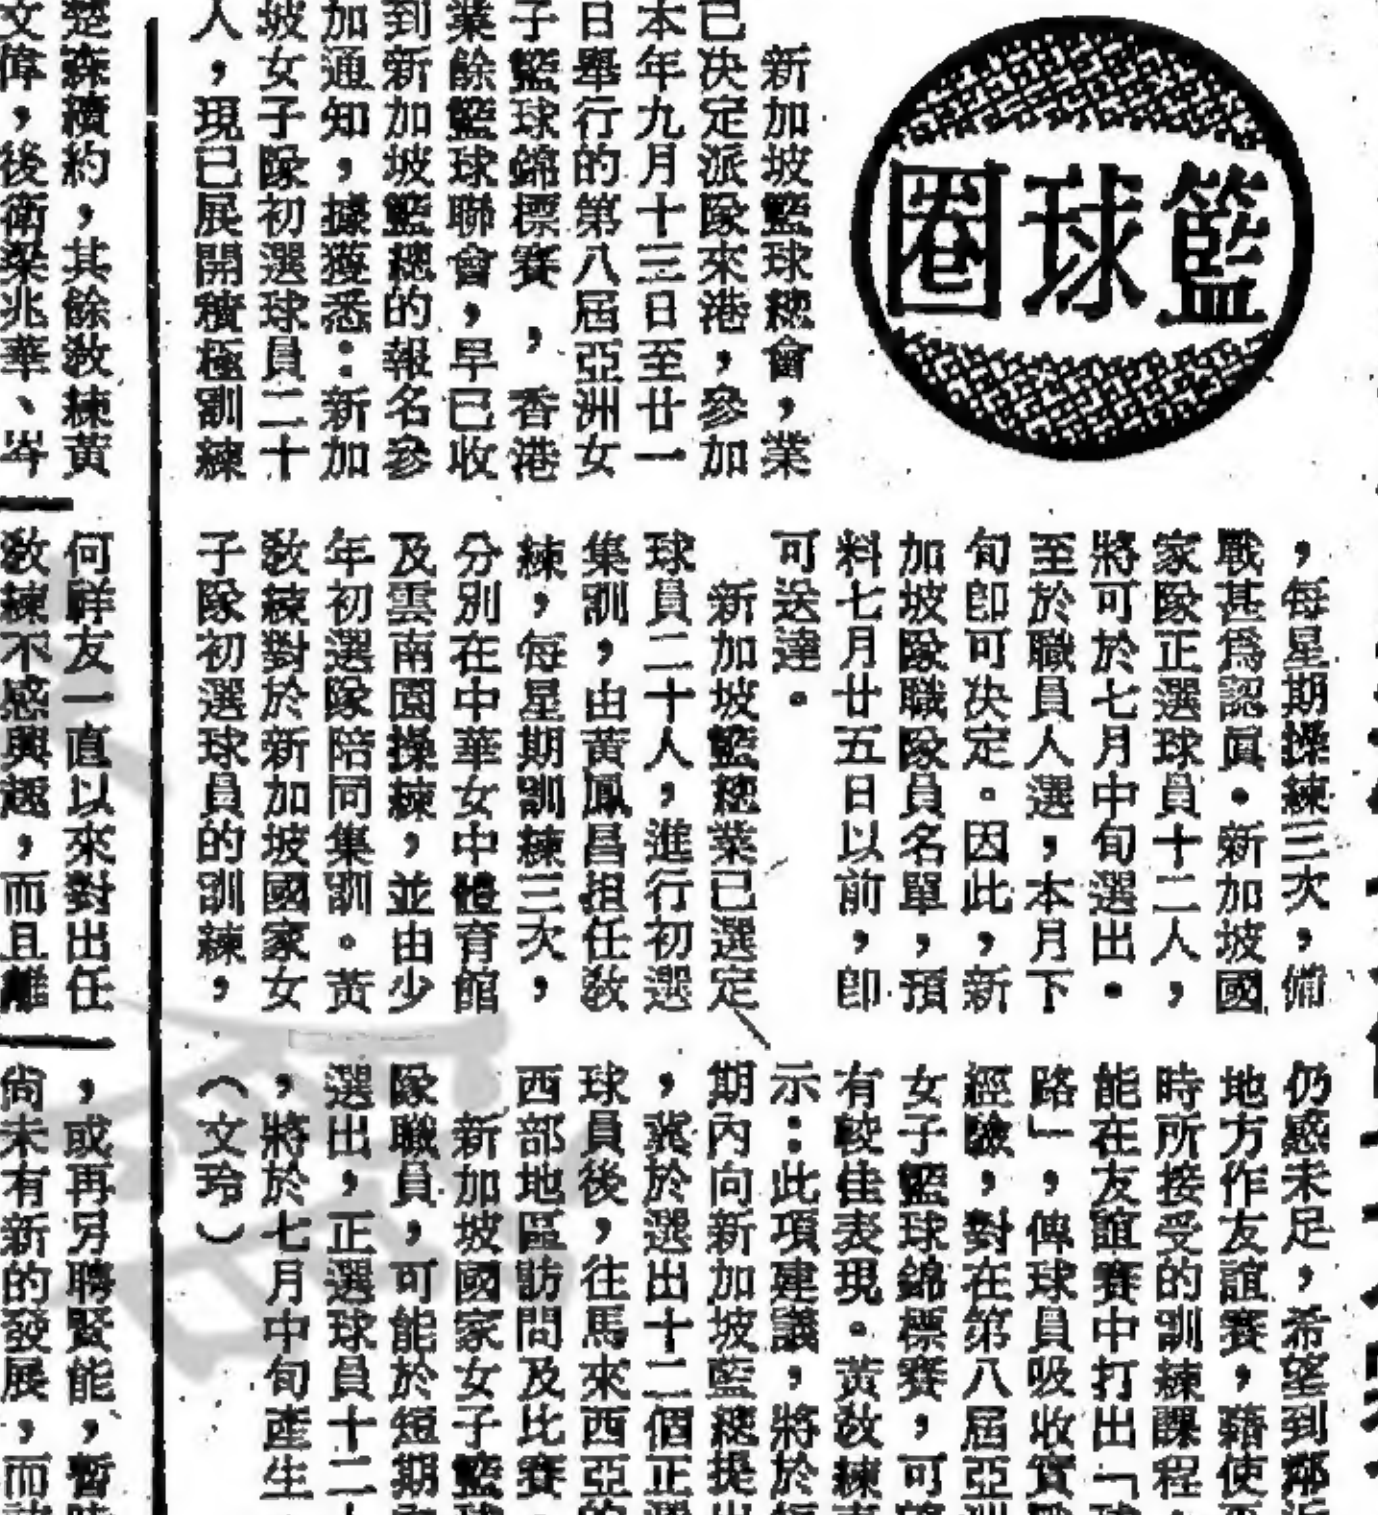 籃球圈
新加坡籃球總會，業
已決定派隊來港，參加
本年九月十三日至廿一
日舉行的第八屆亞洲女
子籃球錦標賽，香港
業餘籃球聯會，早已收
到新加坡籃總的報名參
加通知，據獲悉：新加
坡女子隊初選球員二十
人，現已展開積極訓練
，每星期操練三次，備
戰甚爲認眞。新加坡國
家隊正選球員十二人，
將可於七月中旬選出。
至於職員人選，本月下
旬卽可決定。因此，新
加坡隊職隊員名單，預
料七月廿五日以前，卽
可送達。
新加坡籃總業已選定
球員二十人，進行初選
集訓，由黃鳳昌担任敎
練，每星期訓練三次，
分別在中華女中體育館
及雲南園操練，並由少
年初選隊陪同集訓。黃
敎練對於新加坡國家女
子隊初選球員的訓練，
仍感未足，希望到鄰近
地方作友誼賽，藉使
時所接受的訓練課程，
能在友誼賽中打出「球
路」，俾球員吸收實戰
經驗，對在第八屆亞洲
女子籃球錦標賽，可望
有較佳表現。黃敎練表
示：此項建議，將於短
期內向新加坡籃總提出
，冀於選出十二個正選
球員後，往馬來西亞的
西部地區訪問及比賽。
新加坡國家女子籃球
隊職員，可能於短期內
選出，正選球員十二人
，將於七月中旬產生。
（文玲）
楚森續約，其餘敎練黃
文偉，後衛梁兆華、岑
何祥友一直以來對出任
敎練不感興趣，而且離
，或再另聘賢能，暫時
尚未有新的發展，而